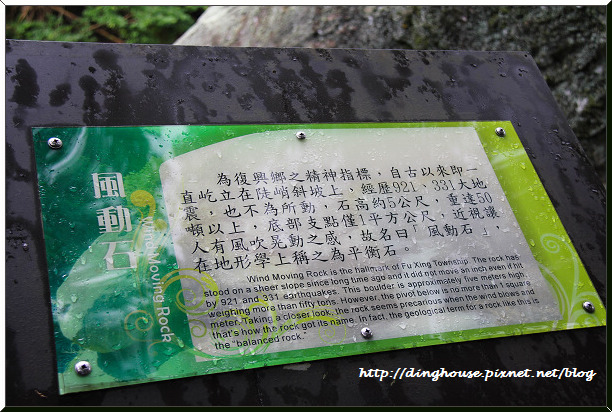 風動石
Wind Moving Rock
為復興鄉之精神指標，自古以來即一
直屹立在陡峭斜坡上，經歷921，331大地
震，也不為所動，石高約5公尺，重達50
噸以上，底部支點僅1平方公尺，近視讓
人有風吹晃動之感，故名曰「風動石」，
在地形學上稱之為平衡石。
Wind Moving Rock is the hallmark of Fu Xing Township. The rock has
stood on a sheer slope since long time ago and it did not move an inch even if hit
by 921 and 331 earthquakes. This boulder is approximately five meters high,
weighing more than fifty tons. However, the pivot below is no more than 1 square
meter. Taking a closer look, the rock seems precarious when the wind blows and
that's how the rock got its name. In fact, the geological term for a rock like this is
the "balanced rock."
http://dinghouse.pixnet.net/blog